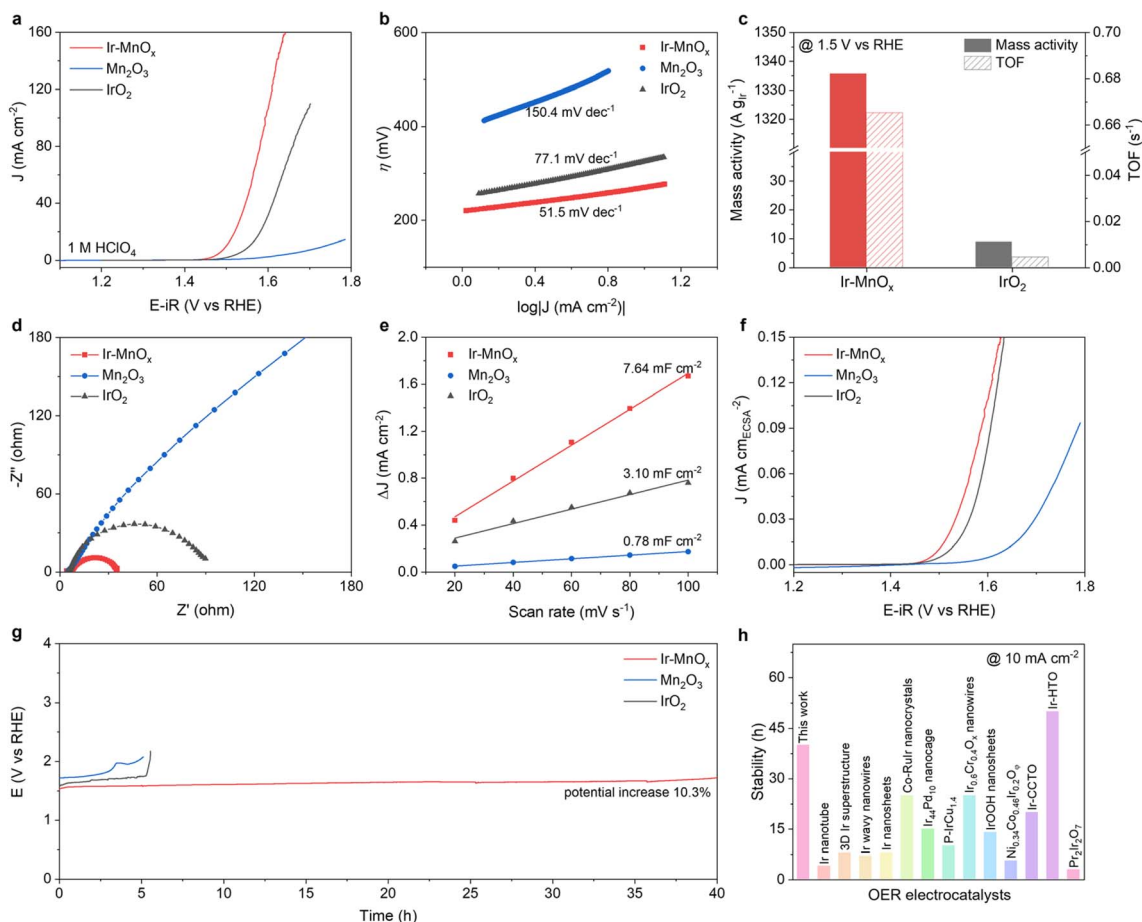 a
J (mA cm⁻²)
160
120
80
40
0
Ir-MnOₓ
Mn₂O₃
IrO₂
1 M HClO₄
1.2 1.4 1.6 1.8
E-iR (V vs RHE)
b
η (mV)
600
400
200
Ir-MnOₓ
Mn₂O₃
IrO₂
150.4 mV dec⁻¹
77.1 mV dec⁻¹
51.5 mV dec⁻¹
0.0 0.4 0.8 1.2 1.6
log|J (mA cm⁻²)|
c
@ 1.5 V vs RHE
Mass activity
TOF
Mass activity (A g_Ir⁻¹)
1350
1340
1330
1320
40
30
20
10
0
TOF (s⁻¹)
0.70
0.68
0.66
0.04
0.02
0.00
Ir-MnOₓ IrO₂
d
-Z'' (ohm)
180
120
60
0
Ir-MnOₓ
Mn₂O₃
IrO₂
0 60 120 180
Z' (ohm)
e
ΔJ (mA cm⁻²)
2.0
1.6
1.2
0.8
0.4
0.0
Ir-MnOₓ
Mn₂O₃
IrO₂
7.64 mF cm⁻²
3.10 mF cm⁻²
0.78 mF cm⁻²
20 40 60 80 100
Scan rate (mV s⁻¹)
f
J (mA cm_ECSA⁻²)
0.15
0.12
0.09
0.06
0.03
0.00
Ir-MnOₓ
Mn₂O₃
IrO₂
1.2 1.3 1.4 1.5 1.6 1.7 1.8
E-iR (V vs RHE)
g
E (V vs RHE)
4
3
2
1
0
Ir-MnOₓ
Mn₂O₃
IrO₂
potential increase 10.3%
0 5 10 15 20 25 30 35 40
Time (h)
h
@ 10 mA cm⁻²
Stability (h)
60
45
30
15
0
This work
Ir nanotube
3D Ir superstructure
Ir wavy nanowires
Ir nanosheets
Co-RuIr nanocrystals
Ir₄₄Pd₁₀ nanocage
P-IrCu₁.₄
Ir₀.₆Cr₀.₄Oₓ nanowires
IrOOH nanosheets
Ni₀.₃₄Co₀.₄₆Ir₀.₂Oᵩ
Ir-CCTO
Ir-HTO
Pr₂Ir₂O₇
OER electrocatalysts